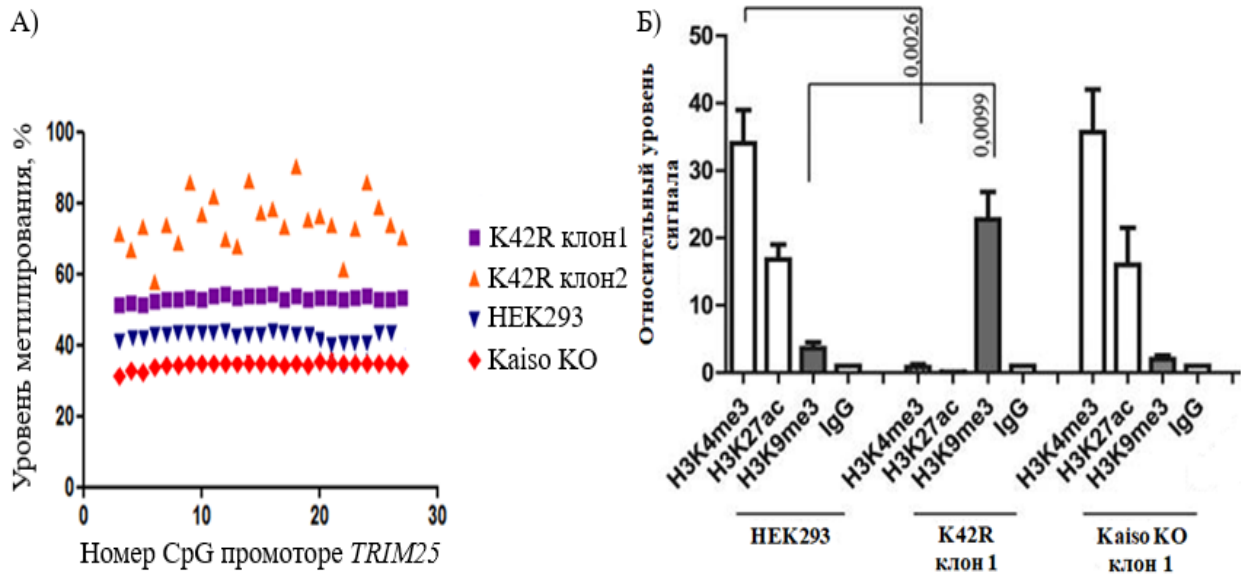 А)
Уровень метилирования, %
100
80
60
40
20
0
0
10
20
30
Номер CpG промоторе TRIM25
K42R клон1
K42R клон2
HEK293
Kaiso KO
Б)
Относительный уровень
сигнала
50
40
30
20
10
0
0,0026
0,0099
H3K4me3
H3K27ac
H3K9me3
IgG
H3K4me3
H3K27ac
H3K9me3
IgG
H3K4me3
H3K27ac
H3K9me3
IgG
HEK293
K42R
клон 1
Kaiso KO
клон 1